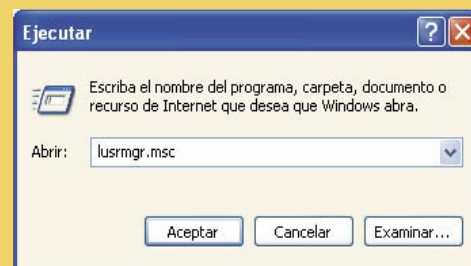 Ejecutar
Escriba el nombre del programa, carpeta, documento o
recurso de Internet que desea que Windows abra.
Abrir: lusrmgr.msc
Aceptar Cancelar Examinar...